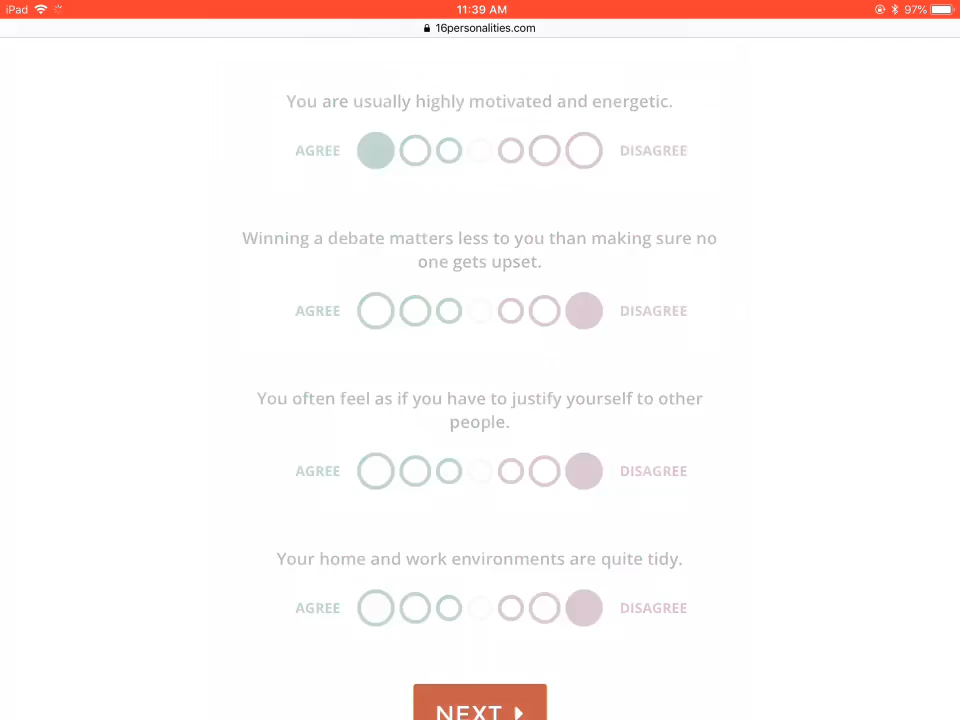 iPad 11:39 AM 97%
16personalities.com
You are usually highly motivated and energetic.
AGREE DISAGREE
Winning a debate matters less to you than making sure no
one gets upset.
AGREE DISAGREE
You often feel as if you have to justify yourself to other
people.
AGREE DISAGREE
Your home and work environments are quite tidy.
AGREE DISAGREE
NEXT